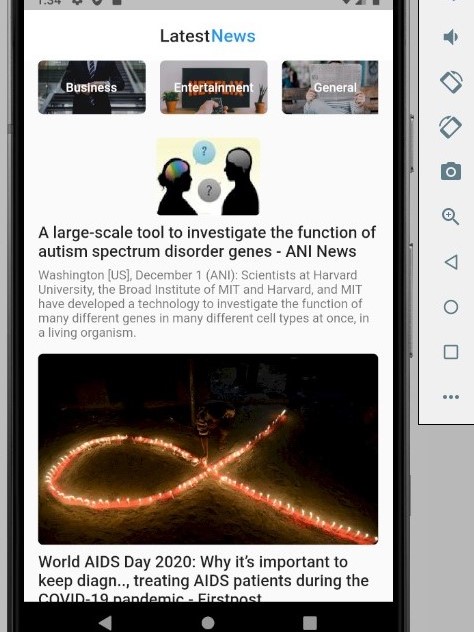 1:34
LatestNews
Business
Entertainment
General
NETFLIX
?
?
A large-scale tool to investigate the function of
autism spectrum disorder genes - ANI News
Washington [US], December 1 (ANI): Scientists at Harvard
University, the Broad Institute of MIT and Harvard, and MIT
have developed a technology to investigate the function of
many different genes in many different cell types at once, in
a living organism.
World AIDS Day 2020: Why it's important to
keep diagn.., treating AIDS patients during the
COVID-19 pandemic - Firstpost